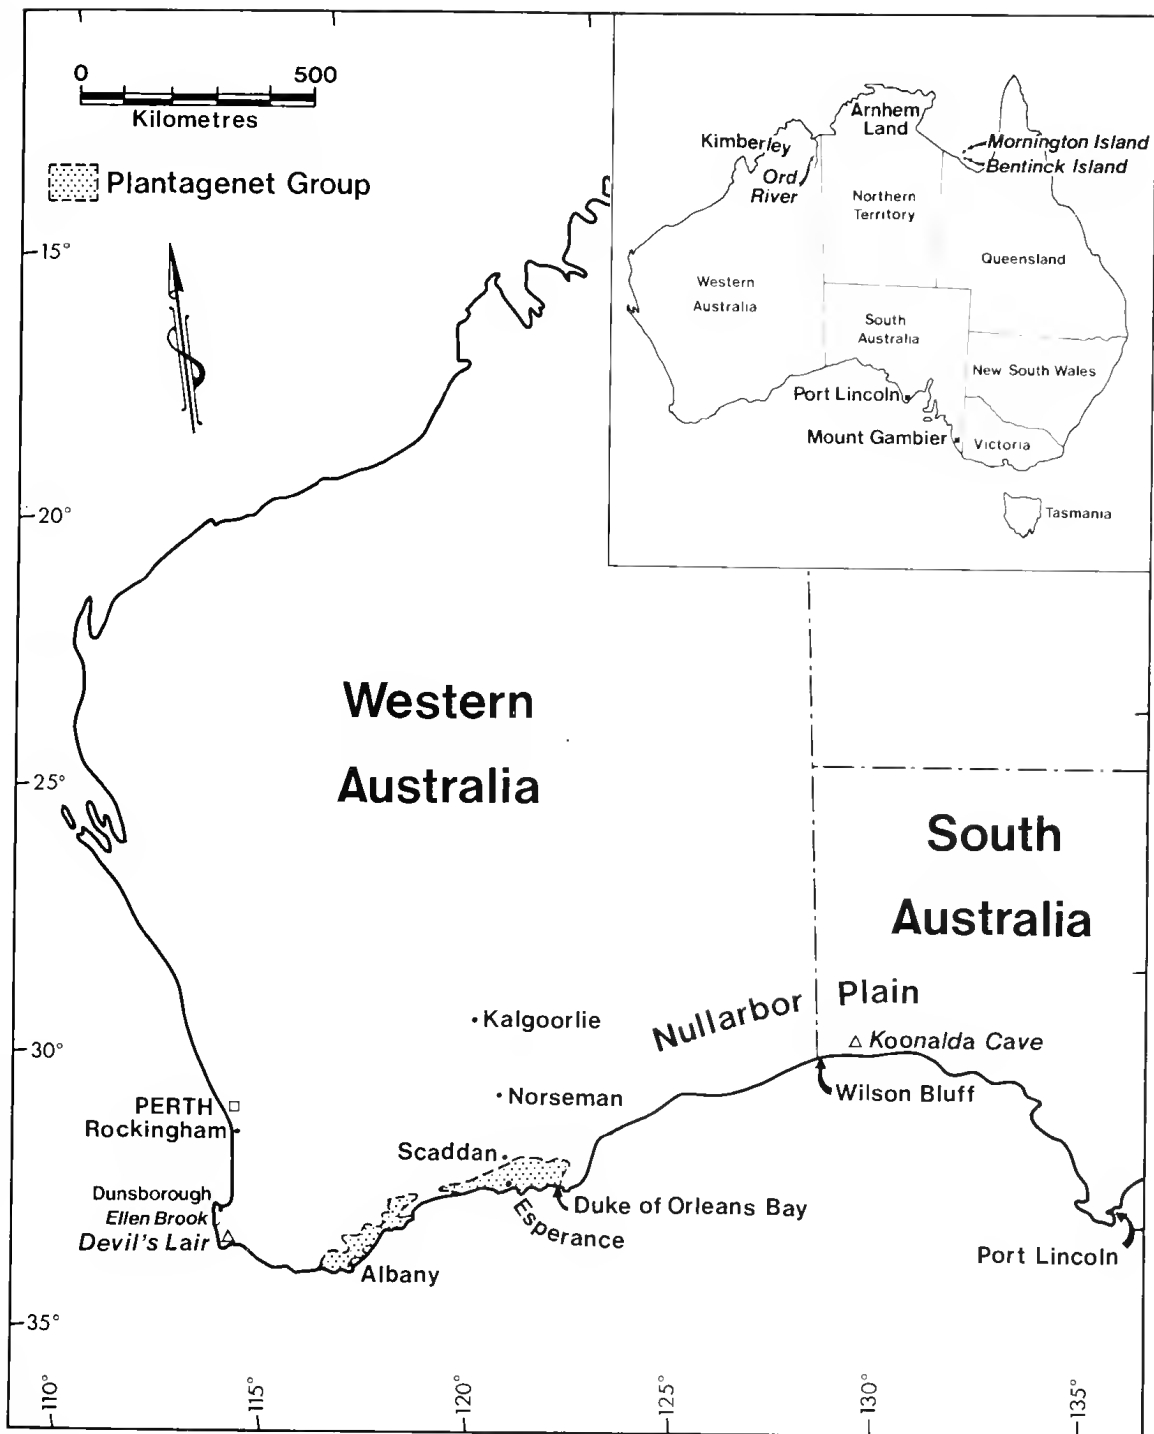 0 500
Kilometres
Plantagenet Group
Arnhem
Land
Kimberley
Ord
River
Mornington Island
Bentinck Island
Northern
Territory
Queensland
Western
Australia
South
Australia
New South Wales
Port Lincoln
Mount Gambier
Victoria
Tasmania
15°
20°
25°
30°
35°
Western
Australia
South
Australia
Nullarbor Plain
Kalgoorlie
Koonalda Cave
Norseman
Wilson Bluff
PERTH
Rockingham
Scaddan
Dunsborough
Ellen Brook
Devil's Lair
Esperance
Duke of Orleans Bay
Albany
Port Lincoln
110°
115°
120°
125°
130°
135°